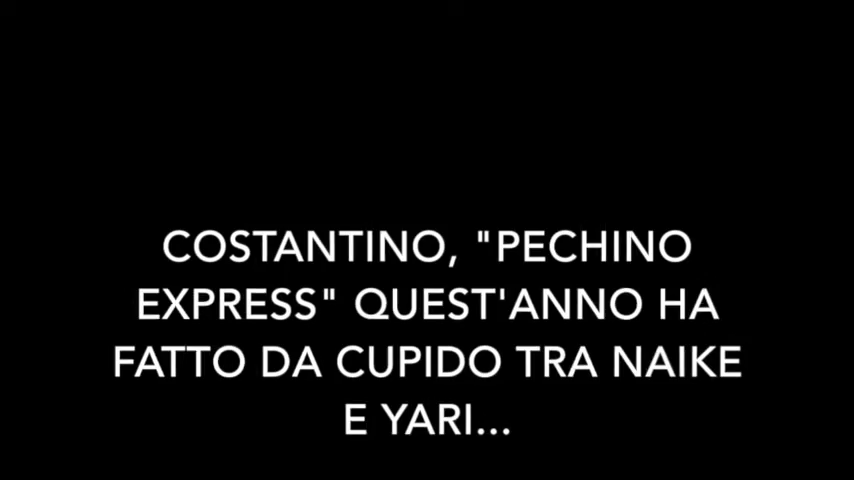 COSTANTINO, "PECHINO
EXPRESS" QUEST'ANNO HA
FATTO DA CUPIDO TRA NAIKE
E YARI...